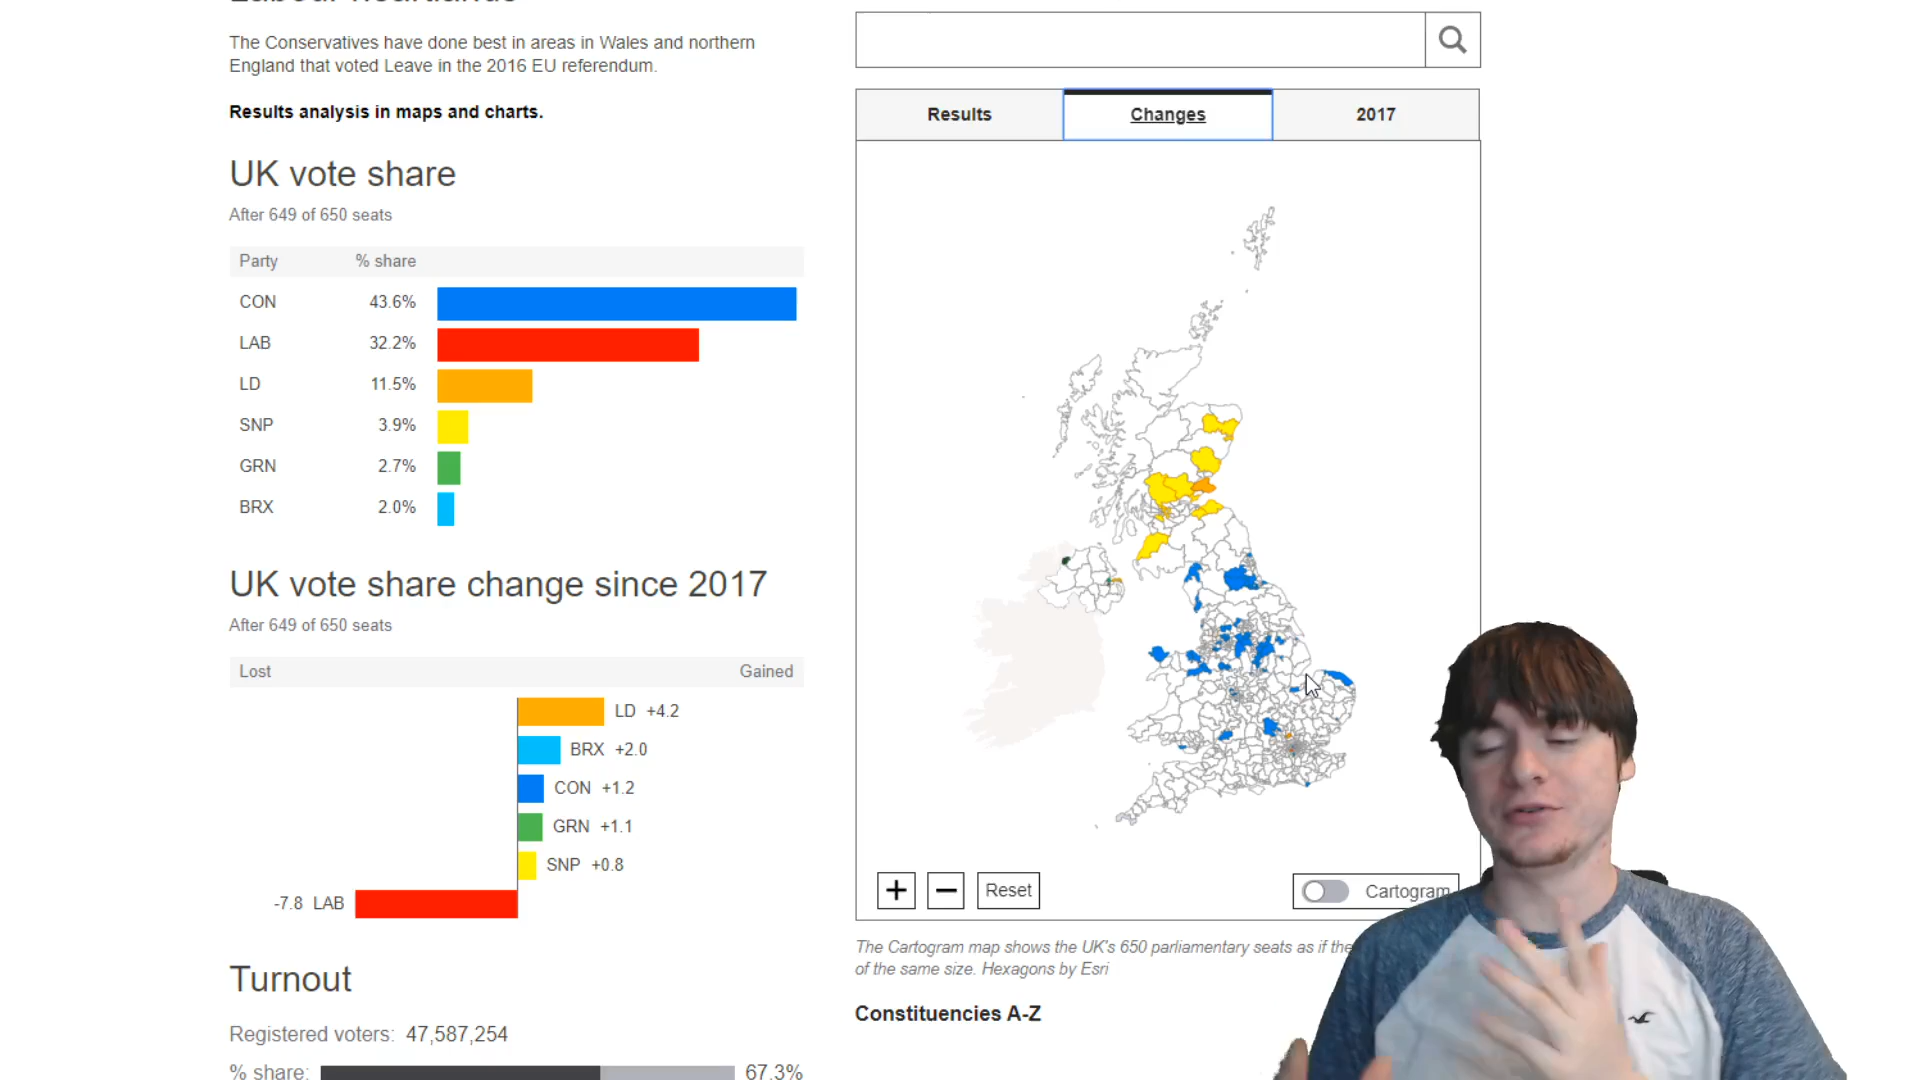 Labour heartlands
The Conservatives have done best in areas in Wales and northern
England that voted Leave in the 2016 EU referendum.
Results analysis in maps and charts.
UK vote share
After 649 of 650 seats
Party % share
CON 43.6%
LAB 32.2%
LD 11.5%
SNP 3.9%
GRN 2.7%
BRX 2.0%
UK vote share change since 2017
After 649 of 650 seats
Lost Gained
LD +4.2
BRX +2.0
CON +1.2
GRN +1.1
SNP +0.8
-7.8 LAB
Turnout
Registered voters: 47,587,254
% share: 67.3%
Results Changes 2017
+ − Reset Cartogram
The Cartogram map shows the UK's 650 parliamentary seats as if the
of the same size. Hexagons by Esri
Constituencies A-Z